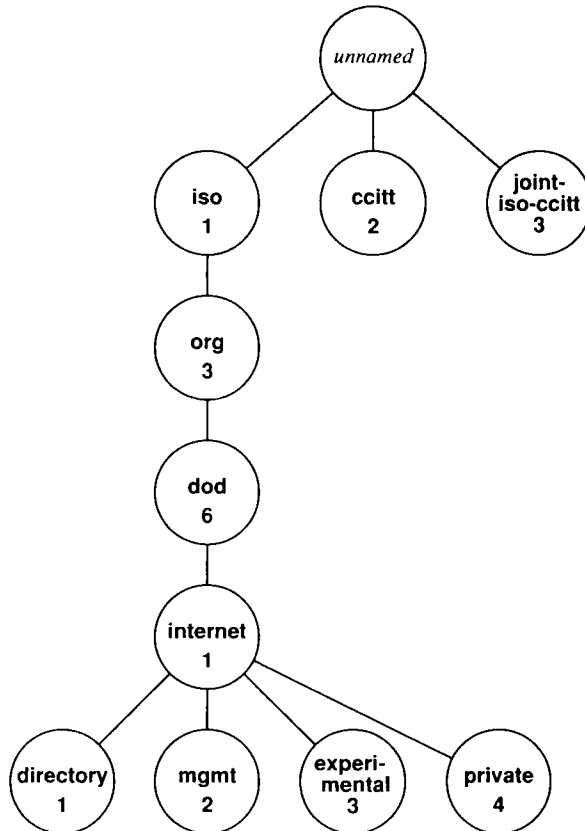 unnamed
iso
1
ccitt
2
joint-
iso-ccitt
3
org
3
dod
6
internet
1
directory
1
mgmt
2
experi-
mental
3
private
4